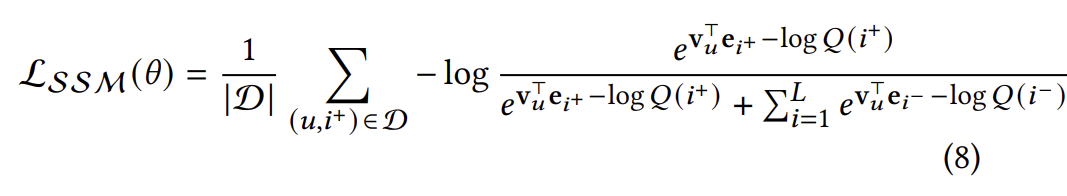 \mathcal{L}_{SSM}(\theta) = \frac{1}{|\mathcal{D}|} \sum_{(u,i^+) \in \mathcal{D}} -\log \frac{e^{\mathbf{v}_u^\top \mathbf{e}_{i^+} - \log Q(i^+)}}{e^{\mathbf{v}_u^\top \mathbf{e}_{i^+} - \log Q(i^+)} + \sum_{i=1}^{L} e^{\mathbf{v}_u^\top \mathbf{e}_{i^-} - \log Q(i^-)}}
(8)